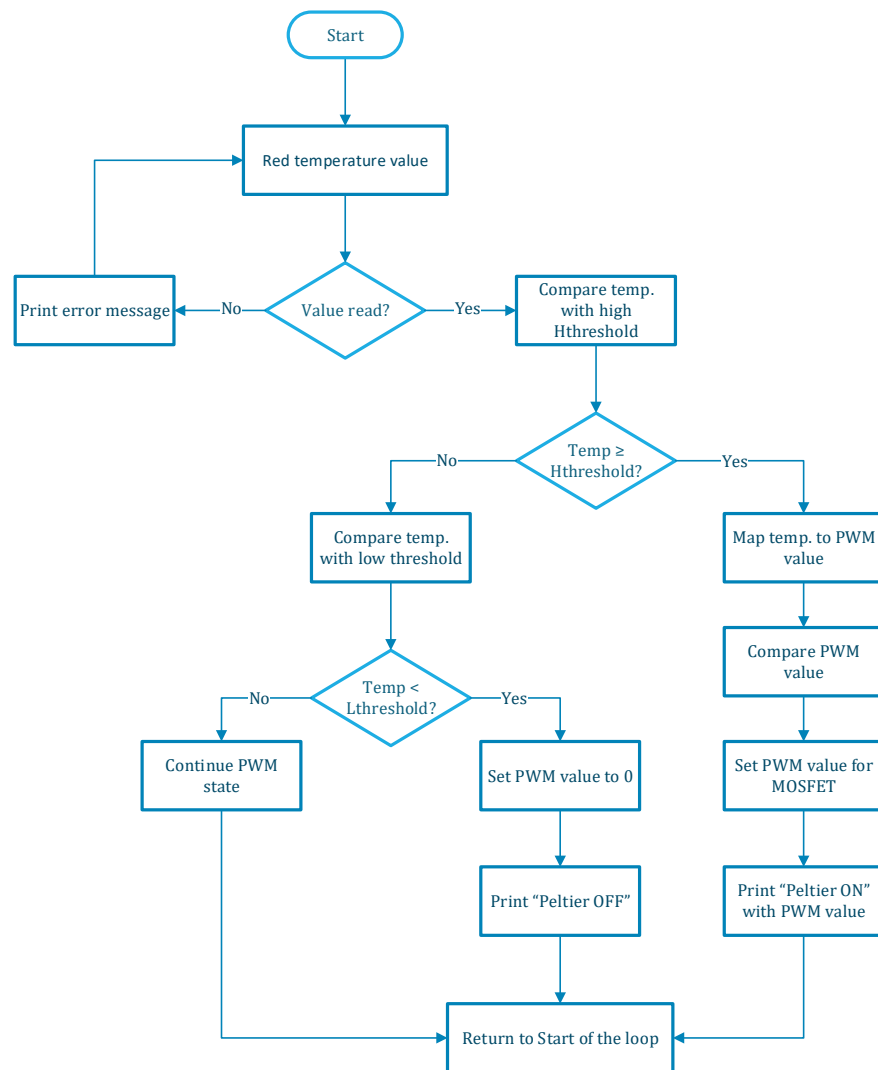 Start
Red temperature value
Print error message
No
Value read?
Yes
Compare temp.
with high
Hthreshold
No
Temp ≥
Hthreshold?
Yes
Compare temp.
with low threshold
Map temp. to PWM
value
Compare PWM
value
No
Temp <
Lthreshold?
Yes
Continue PWM
state
Set PWM value to 0
Set PWM value for
MOSFET
Print “Peltier OFF”
Print “Peltier ON”
with PWM value
Return to Start of the loop